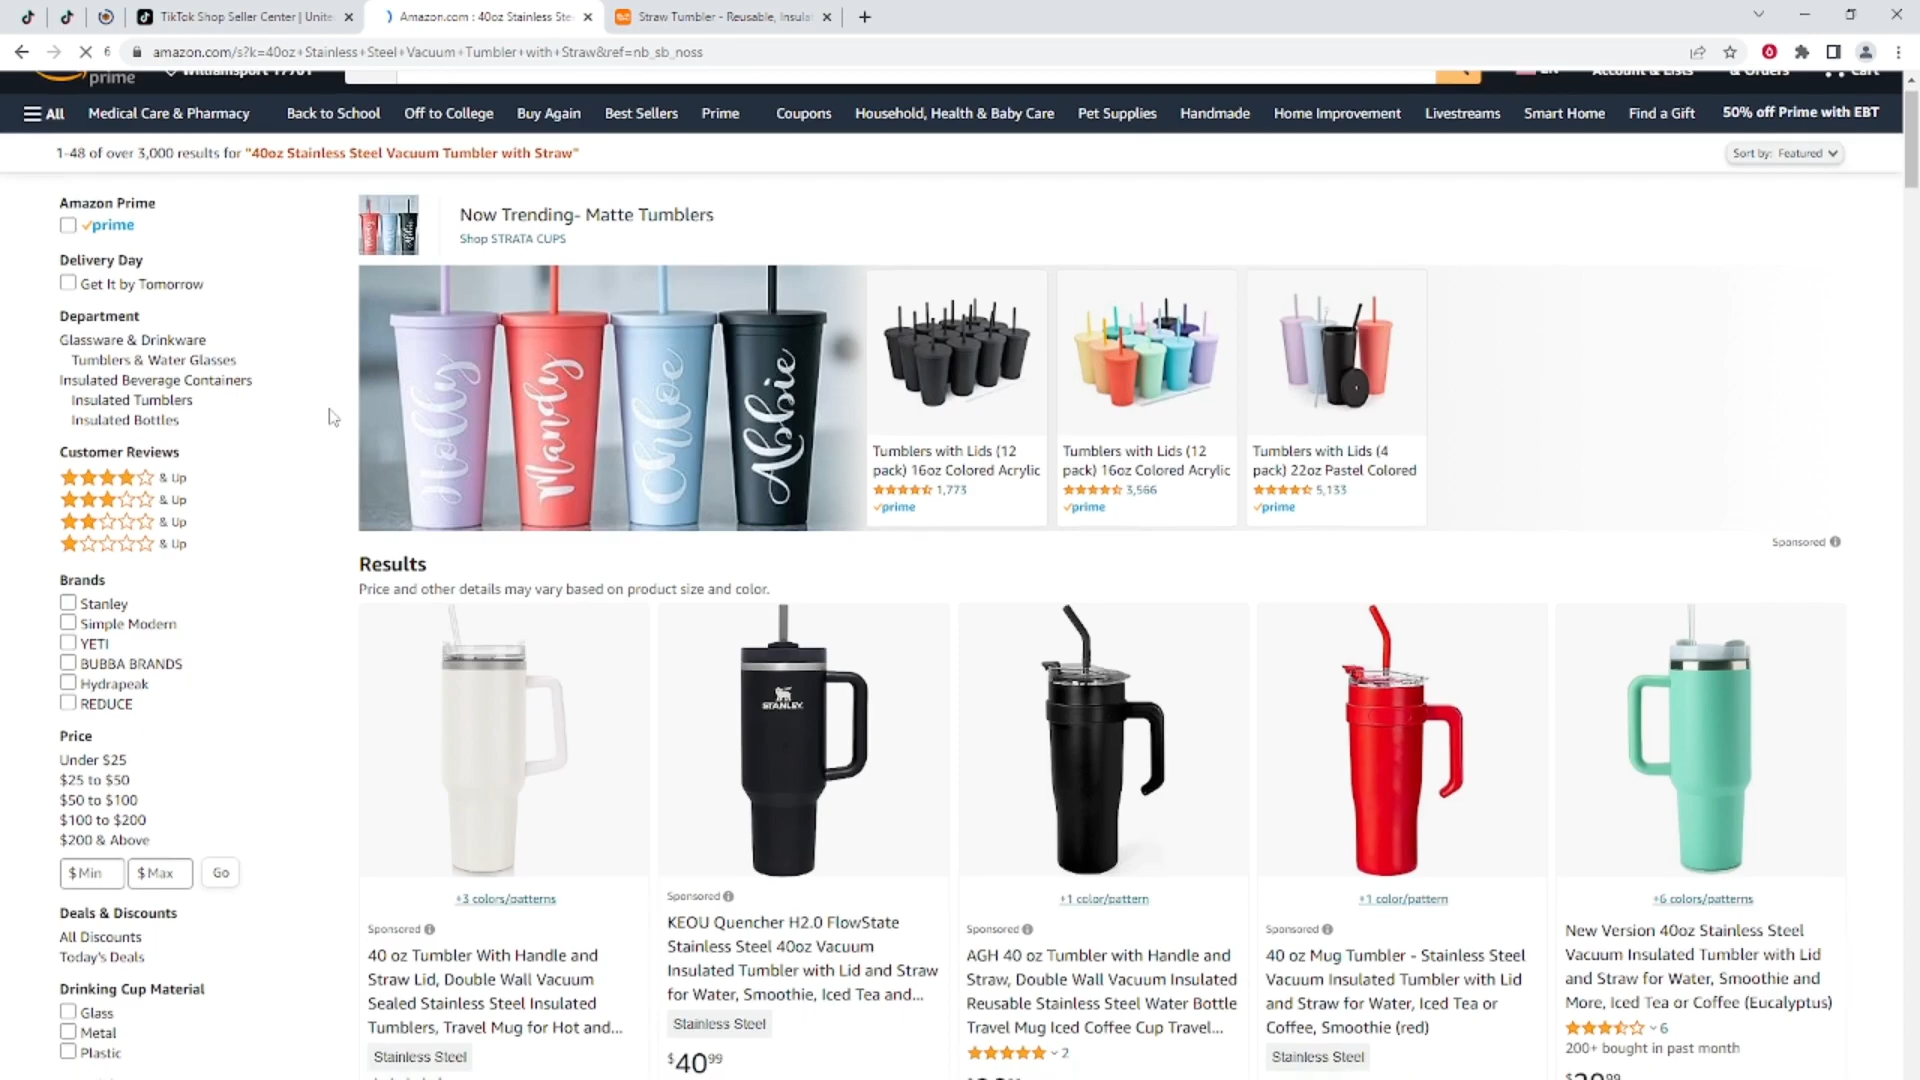 TikTok Shop Seller Center | Unite
Amazon.com : 40oz Stainless Ste
Straw Tumbler - Reusable, Insula
6
amazon.com/s?k=40oz+Stainless+Steel+Vacuum+Tumbler+with+Straw&ref=nb_sb_noss
prime
Williamsport 17701
EN
Account & Lists
& Orders
Cart
All
Medical Care & Pharmacy
Back to School
Off to College
Buy Again
Best Sellers
Prime
Coupons
Household, Health & Baby Care
Pet Supplies
Handmade
Home Improvement
Livestreams
Smart Home
Find a Gift
50% off Prime with EBT
1-48 of over 3,000 results for "40oz Stainless Steel Vacuum Tumbler with Straw"
Sort by: Featured
Amazon Prime
prime
Delivery Day
Get It by Tomorrow
Department
Glassware & Drinkware
Tumblers & Water Glasses
Insulated Beverage Containers
Insulated Tumblers
Insulated Bottles
Customer Reviews
& Up
& Up
& Up
& Up
Brands
Stanley
Simple Modern
YETI
BUBBA BRANDS
Hydrapeak
REDUCE
Price
Under $25
$25 to $50
$50 to $100
$100 to $200
$200 & Above
$ Min
$ Max
Go
Deals & Discounts
All Discounts
Today's Deals
Drinking Cup Material
Glass
Metal
Plastic
Now Trending- Matte Tumblers
Shop STRATA CUPS
Holly
Mandy
Chloe
Abbie
Tumblers with Lids (12
pack) 16oz Colored Acrylic
1,773
prime
Tumblers with Lids (12
pack) 16oz Colored Acrylic
3,566
prime
Tumblers with Lids (4
pack) 22oz Pastel Colored
5,133
prime
Sponsored
Results
Price and other details may vary based on product size and color.
+3 colors/patterns
Sponsored
40 oz Tumbler With Handle and
Straw Lid, Double Wall Vacuum
Sealed Stainless Steel Insulated
Tumblers, Travel Mug for Hot and...
Stainless Steel
STANLEY
Sponsored
KEOU Quencher H2.0 FlowState
Stainless Steel 40oz Vacuum
Insulated Tumbler with Lid and Straw
for Water, Smoothie, Iced Tea and...
Stainless Steel
$40 99
+1 color/pattern
Sponsored
AGH 40 oz Tumbler with Handle and
Straw, Double Wall Vacuum Insulated
Reusable Stainless Steel Water Bottle
Travel Mug Iced Coffee Cup Travel...
2
+1 color/pattern
Sponsored
40 oz Mug Tumbler - Stainless Steel
Vacuum Insulated Tumbler with Lid
and Straw for Water, Iced Tea or
Coffee, Smoothie (red)
Stainless Steel
+6 colors/patterns
New Version 40oz Stainless Steel
Vacuum Insulated Tumbler with Lid
and Straw for Water, Smoothie and
More, Iced Tea or Coffee (Eucalyptus)
6
200+ bought in past month